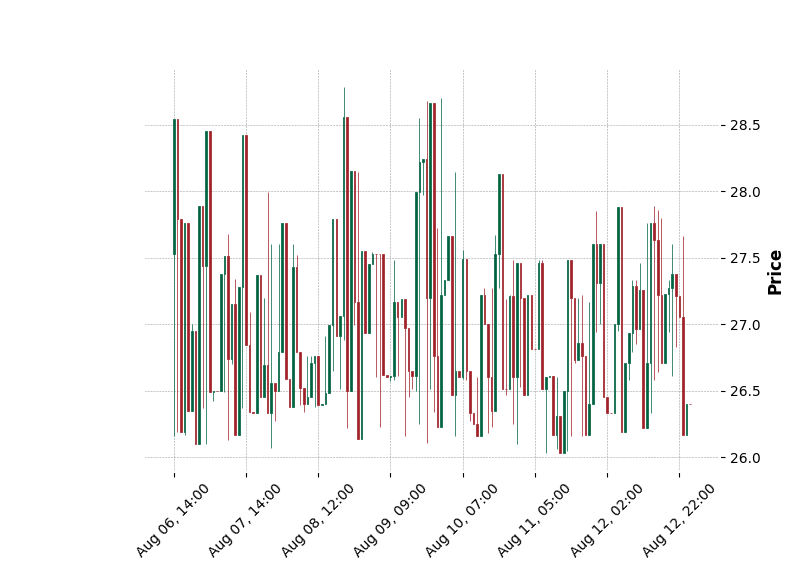 28.5
28.0
27.5
27.0
26.5
26.0
Price
Aug 06, 14:00
Aug 07, 14:00
Aug 08, 12:00
Aug 09, 09:00
Aug 10, 07:00
Aug 11, 05:00
Aug 12, 02:00
Aug 12, 22:00